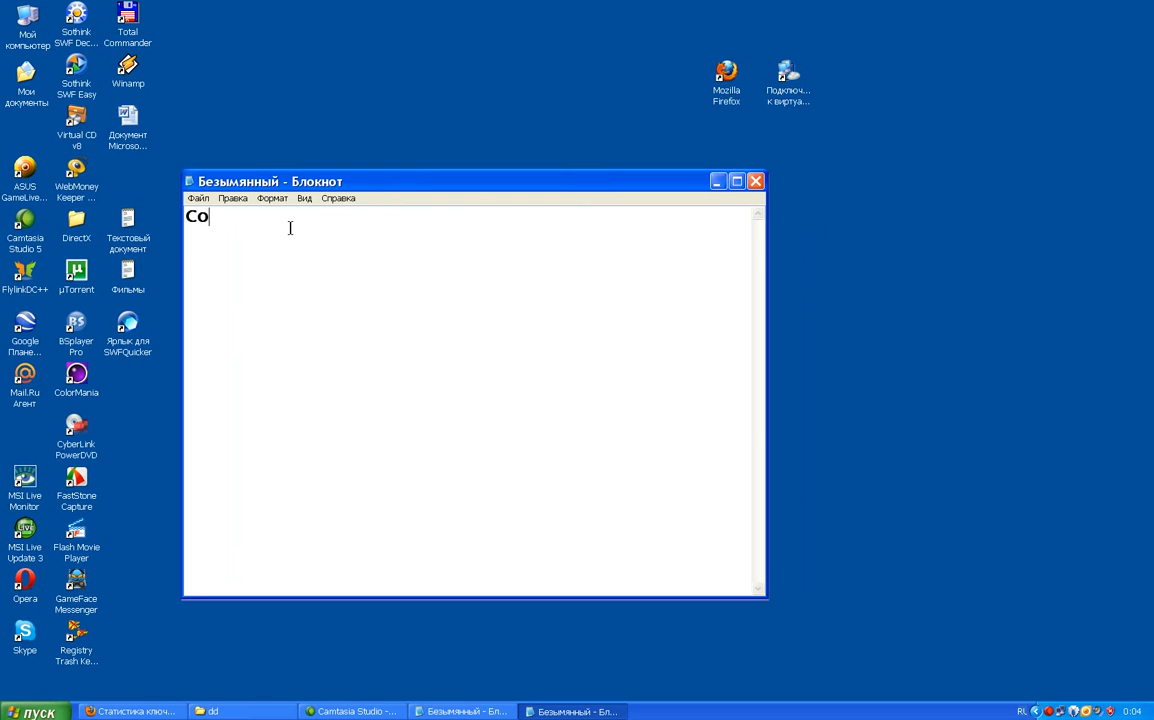 Мой
компьютер
Sothink
SWF Dec...
Total
Commander
Мои
документы
Sothink
SWF Easy
Winamp
Virtual CD
v8
Документ
Microso...
ASUS
GameLive...
WebMoney
Keeper ...
Camtasia
Studio 5
DirectX
Текстовый
документ
FlylinkDC++
µTorrent
Фильмы
Google
Плане...
BSplayer
Pro
Ярлык для
SWFQuicker
Mail.Ru
Агент
ColorMania
CyberLink
PowerDVD
MSI Live
Monitor
FastStone
Capture
MSI Live
Update 3
Flash Movie
Player
Opera
GameFace
Messenger
Skype
Registry
Trash Ke...
Mozilla
Firefox
Подключ...
к виртуа...
Безымянный - Блокнот
Файл Правка Формат Вид Справка
Со
пуск
Статистика ключ...
dd
Camtasia Studio -...
Безымянный - Бл...
Безымянный - Бл...
RU
0:04